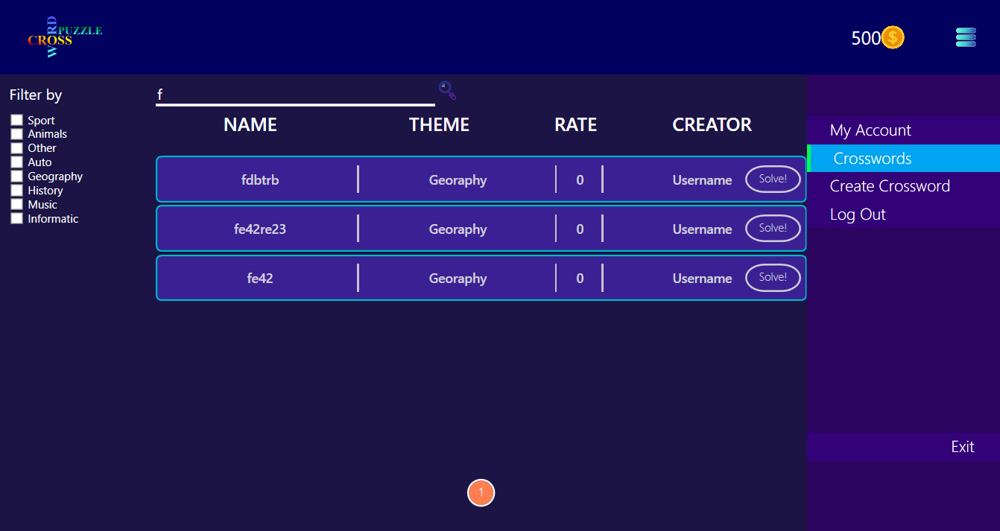 WORD
PUZZLE
CROSS
500
Filter by
Sport
Animals
Other
Auto
Geography
History
Music
Informatic
f
NAME THEME RATE CREATOR
fdbtrb Georaphy 0 Username Solve!
fe42re23 Georaphy 0 Username Solve!
fe42 Georaphy 0 Username Solve!
1
My Account
Crosswords
Create Crossword
Log Out
Exit